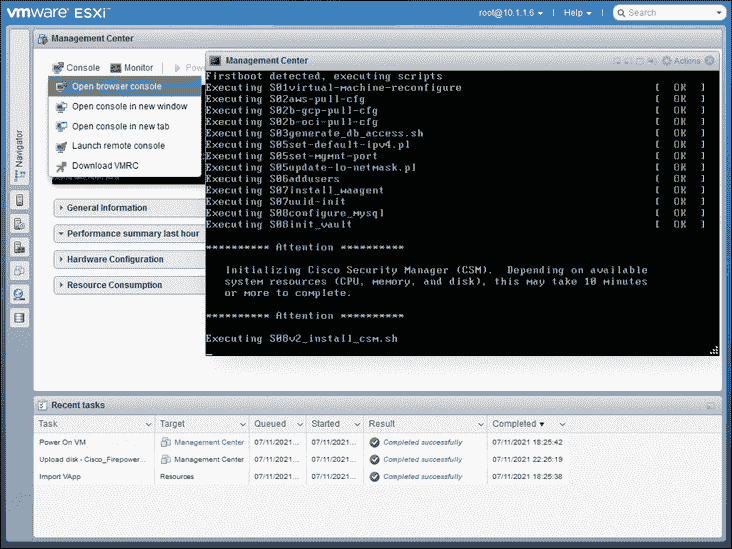 vmware ESXi™
root@10.1.1.6
Help
Search
Management Center
Console
Monitor
Open browser console
Open console in new window
Open console in new tab
Launch remote console
Download VMRC
General Information
Performance summary last hour
Hardware Configuration
Resource Consumption
Navigator
Management Center
Actions
Firstboot detected, executing scripts
Executing S01virtual-machine-reconfigure [ OK ]
Executing S02aws-pull-cfg [ OK ]
Executing S02b-gcp-pull-cfg [ OK ]
Executing S02b-oci-pull-cfg [ OK ]
Executing S03generate_db_access.sh [ OK ]
Executing S05set-default-ipv4.pl [ OK ]
Executing S05set-mgmnt-port [ OK ]
Executing S05update-lo-netmask.pl [ OK ]
Executing S06addusers [ OK ]
Executing S07install_waagent [ OK ]
Executing S07uuid-init [ OK ]
Executing S08configure_mysql [ OK ]
Executing S08init_vault [ OK ]
********** Attention **********
Initializing Cisco Security Manager (CSM). Depending on available
system resources (CPU, memory, and disk), this may take 10 minutes
or more to complete.
********** Attention **********
Executing S08v2_install_csm.sh
Recent tasks
Task Target Queued Started Result Completed
Power On VM Management Center 07/11/2021... 07/11/2021... Completed successfully 07/11/2021 18:25:42
Upload disk - Cisco_Firepower... Management Center 07/11/2021... 07/11/2021... Completed successfully 07/11/2021 22:26:19
Import VApp Resources 07/11/2021... 07/11/2021... Completed successfully 07/11/2021 18:25:38